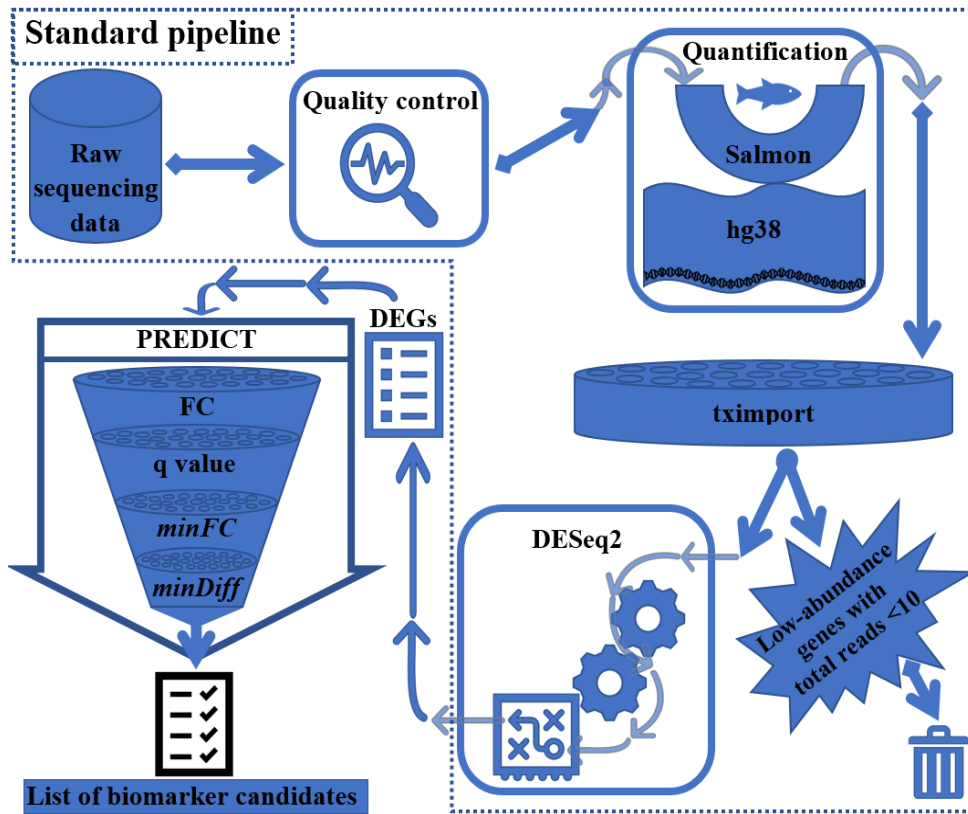 Standard pipeline
Raw
sequencing
data
Quality control
Quantification
Salmon
hg38
tximport
Low-abundance
genes with
total reads <10
DESeq2
DEGs
PREDICT
FC
q value
minFC
minDiff
List of biomarker candidates